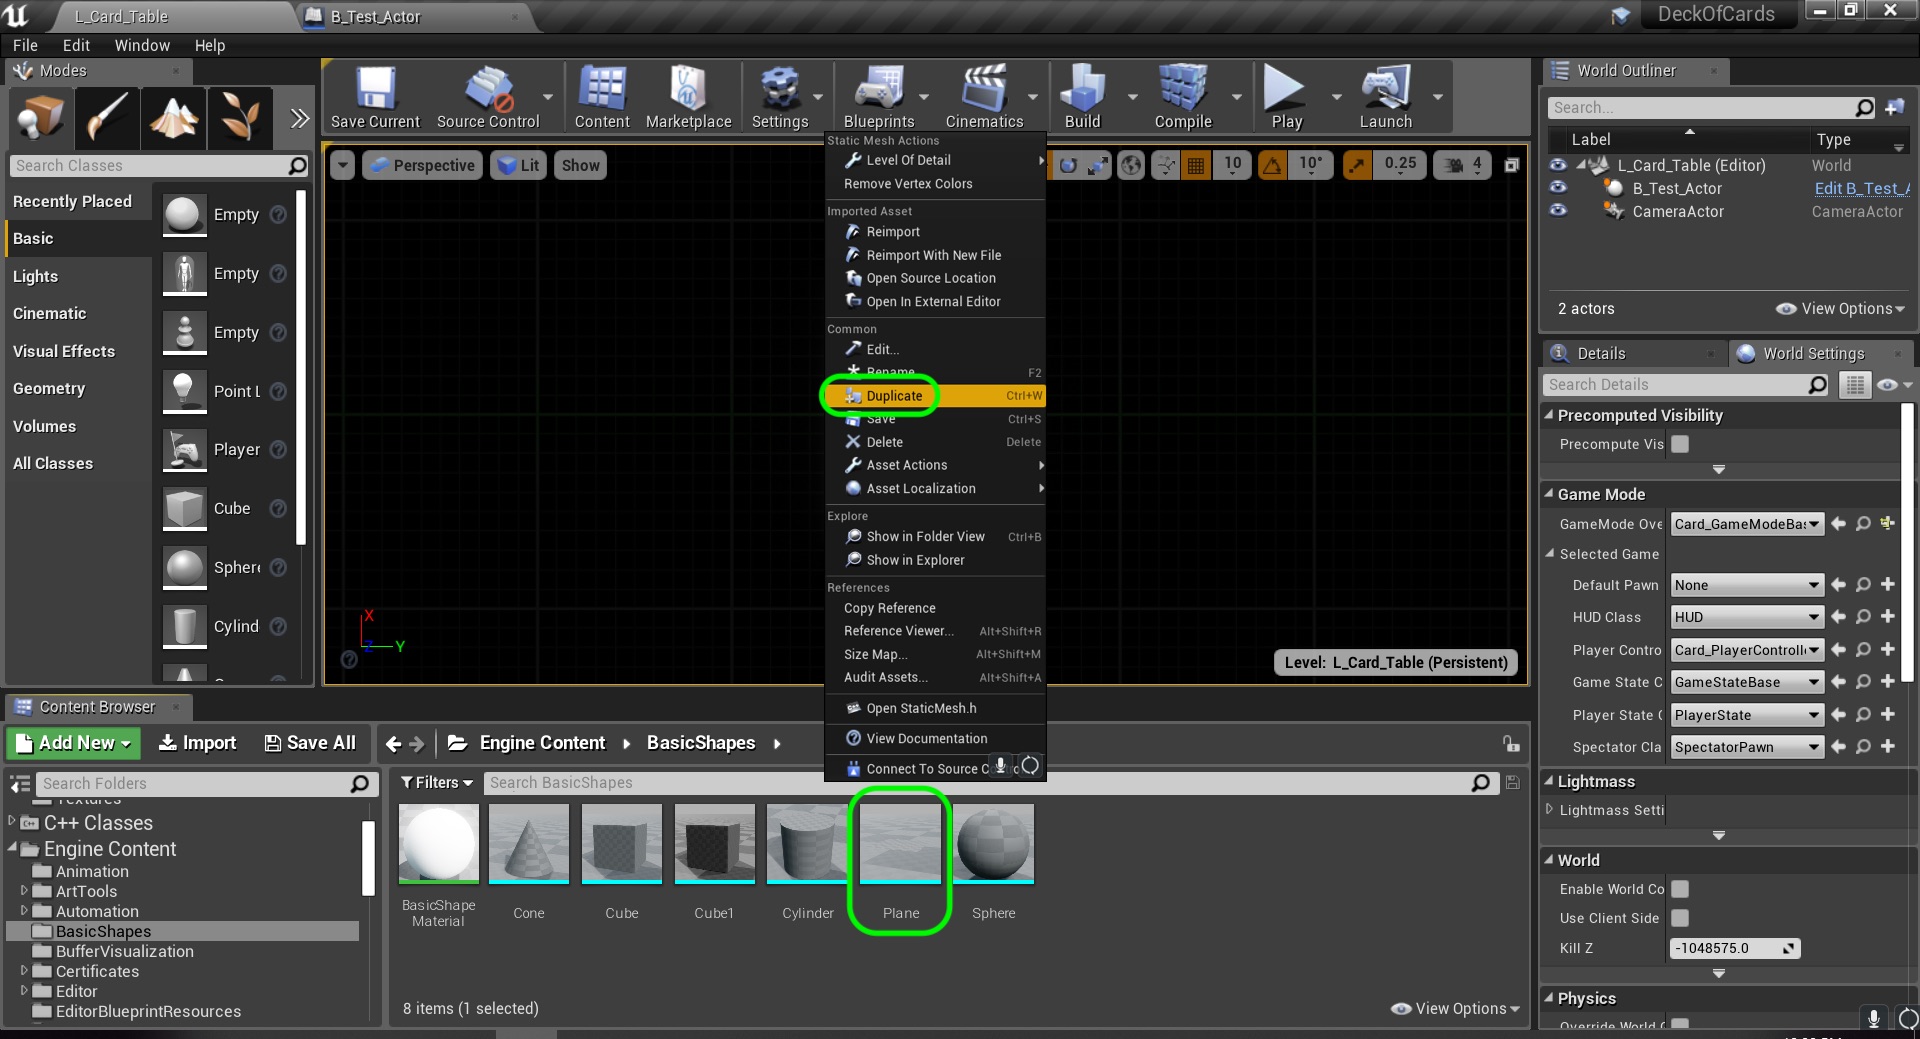 L_Card_Table
B_Test_Actor
DeckOfCards
File Edit Window Help
Modes
Search Classes
Recently Placed
Basic
Lights
Cinematic
Visual Effects
Geometry
Volumes
All Classes
Empty
Empty
Empty
Point L
Player
Cube
Sphere
Cylind
Save Current
Source Control
Content
Marketplace
Settings
Blueprints
Cinematics
Build
Compile
Play
Launch
Perspective
Lit
Show
10
10°
0.25
4
X
Z
Y
Level: L_Card_Table (Persistent)
Static Mesh Actions
Level Of Detail
Remove Vertex Colors
Imported Asset
Reimport
Reimport With New File
Open Source Location
Open In External Editor
Common
Edit...
Rename F2
Duplicate Ctrl+W
Save Ctrl+S
Delete Delete
Asset Actions
Asset Localization
Explore
Show in Folder View Ctrl+B
Show in Explorer
References
Copy Reference
Reference Viewer... Alt+Shift+R
Size Map... Alt+Shift+M
Audit Assets... Alt+Shift+A
Open StaticMesh.h
View Documentation
Connect To Source
World Outliner
Search...
Label Type
L_Card_Table (Editor) World
B_Test_Actor Edit B_Test_A
CameraActor CameraActor
2 actors
View Options
Details
World Settings
Search Details
Precomputed Visibility
Precompute Vis
Game Mode
GameMode Ove Card_GameModeBas
Selected Game
Default Pawn None
HUD Class HUD
Player Contro Card_PlayerControll
Game State C GameStateBase
Player State C PlayerState
Spectator Cla SpectatorPawn
Lightmass
Lightmass Setti
World
Enable World Co
Use Client Side
Kill Z -1048575.0
Physics
Override World C
Content Browser
Add New
Import
Save All
Engine Content
BasicShapes
Search Folders
Textures
C++ Classes
Engine Content
Animation
ArtTools
Automation
BasicShapes
BufferVisualization
Certificates
Editor
EditorBlueprintResources
Filters
Search BasicShapes
BasicShape
Material
Cone
Cube
Cube1
Cylinder
Plane
Sphere
8 items (1 selected)
View Options